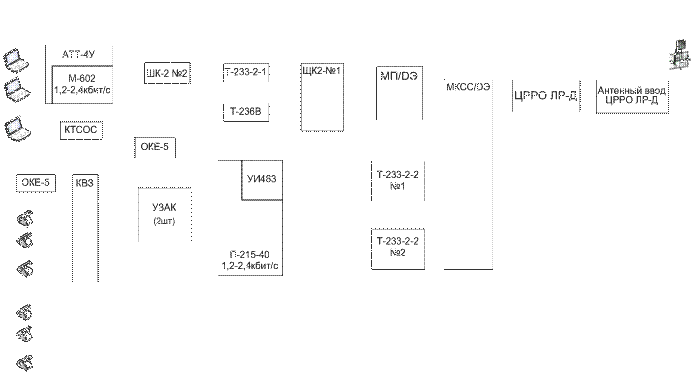 АТТ-4У
М-602
1,2-2,4кбит/с
ШК-2 №2
Т-233-2-1
ЩК2-№1
МП/ОЭ
МКСС/ОЭ
ЦРРО ЛР-Д
Антенный ввод
ЦРРО ЛР-Д
Т-236В
КТСОС
ОКЕ-5
ОКЕ-5
КВЗ
УЗАК
(2шт)
УИ483
П-215-40
1,2-2,4кбит/с
Т-233-2-2
№1
Т-233-2-2
№2